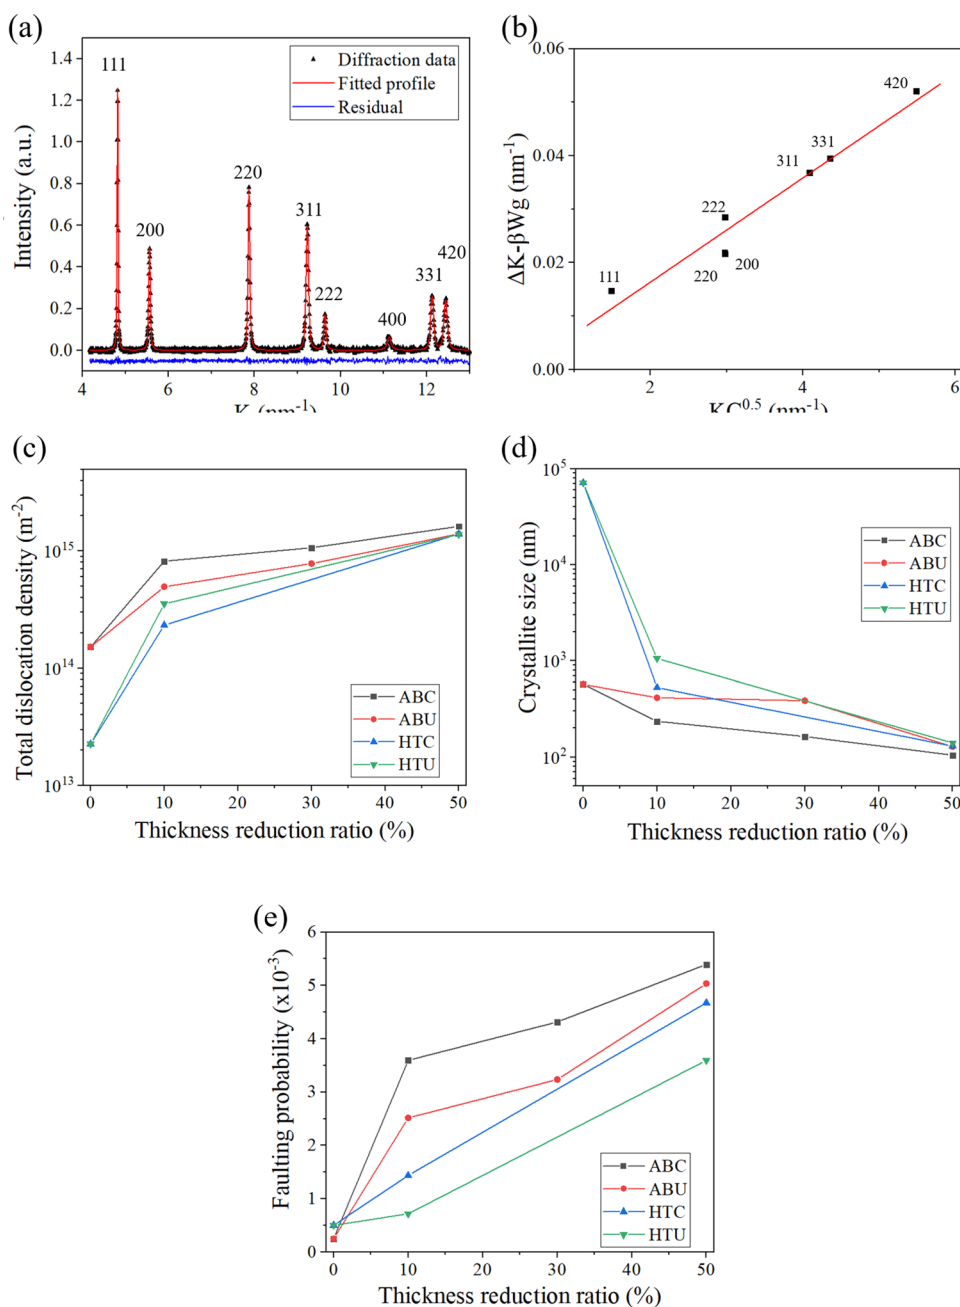 (a)
1.4
1.2
1.0
0.8
0.6
0.4
0.2
0.0
Intensity (a.u.)
111
200
220
311
222
400
331
420
Diffraction data
Fitted profile
Residual
4 6 8 10 12
(nm⁻¹)
(b)
0.06
0.04
0.02
0.00
ΔK-βWg (nm⁻¹)
111
222
220
200
311
331
420
2 4 6
KC⁰·⁵ (nm⁻¹)
(c)
10¹⁵
10¹⁴
10¹³
Total dislocation density (m⁻²)
ABC
ABU
HTC
HTU
0 10 20 30 40 50
Thickness reduction ratio (%)
(d)
10⁵
10⁴
10³
10²
Crystallite size (nm)
ABC
ABU
HTC
HTU
0 10 20 30 40 50
Thickness reduction ratio (%)
(e)
6
5
4
3
2
1
0
Faulting probability (x10⁻³)
ABC
ABU
HTC
HTU
0 10 20 30 40 50
Thickness reduction ratio (%)